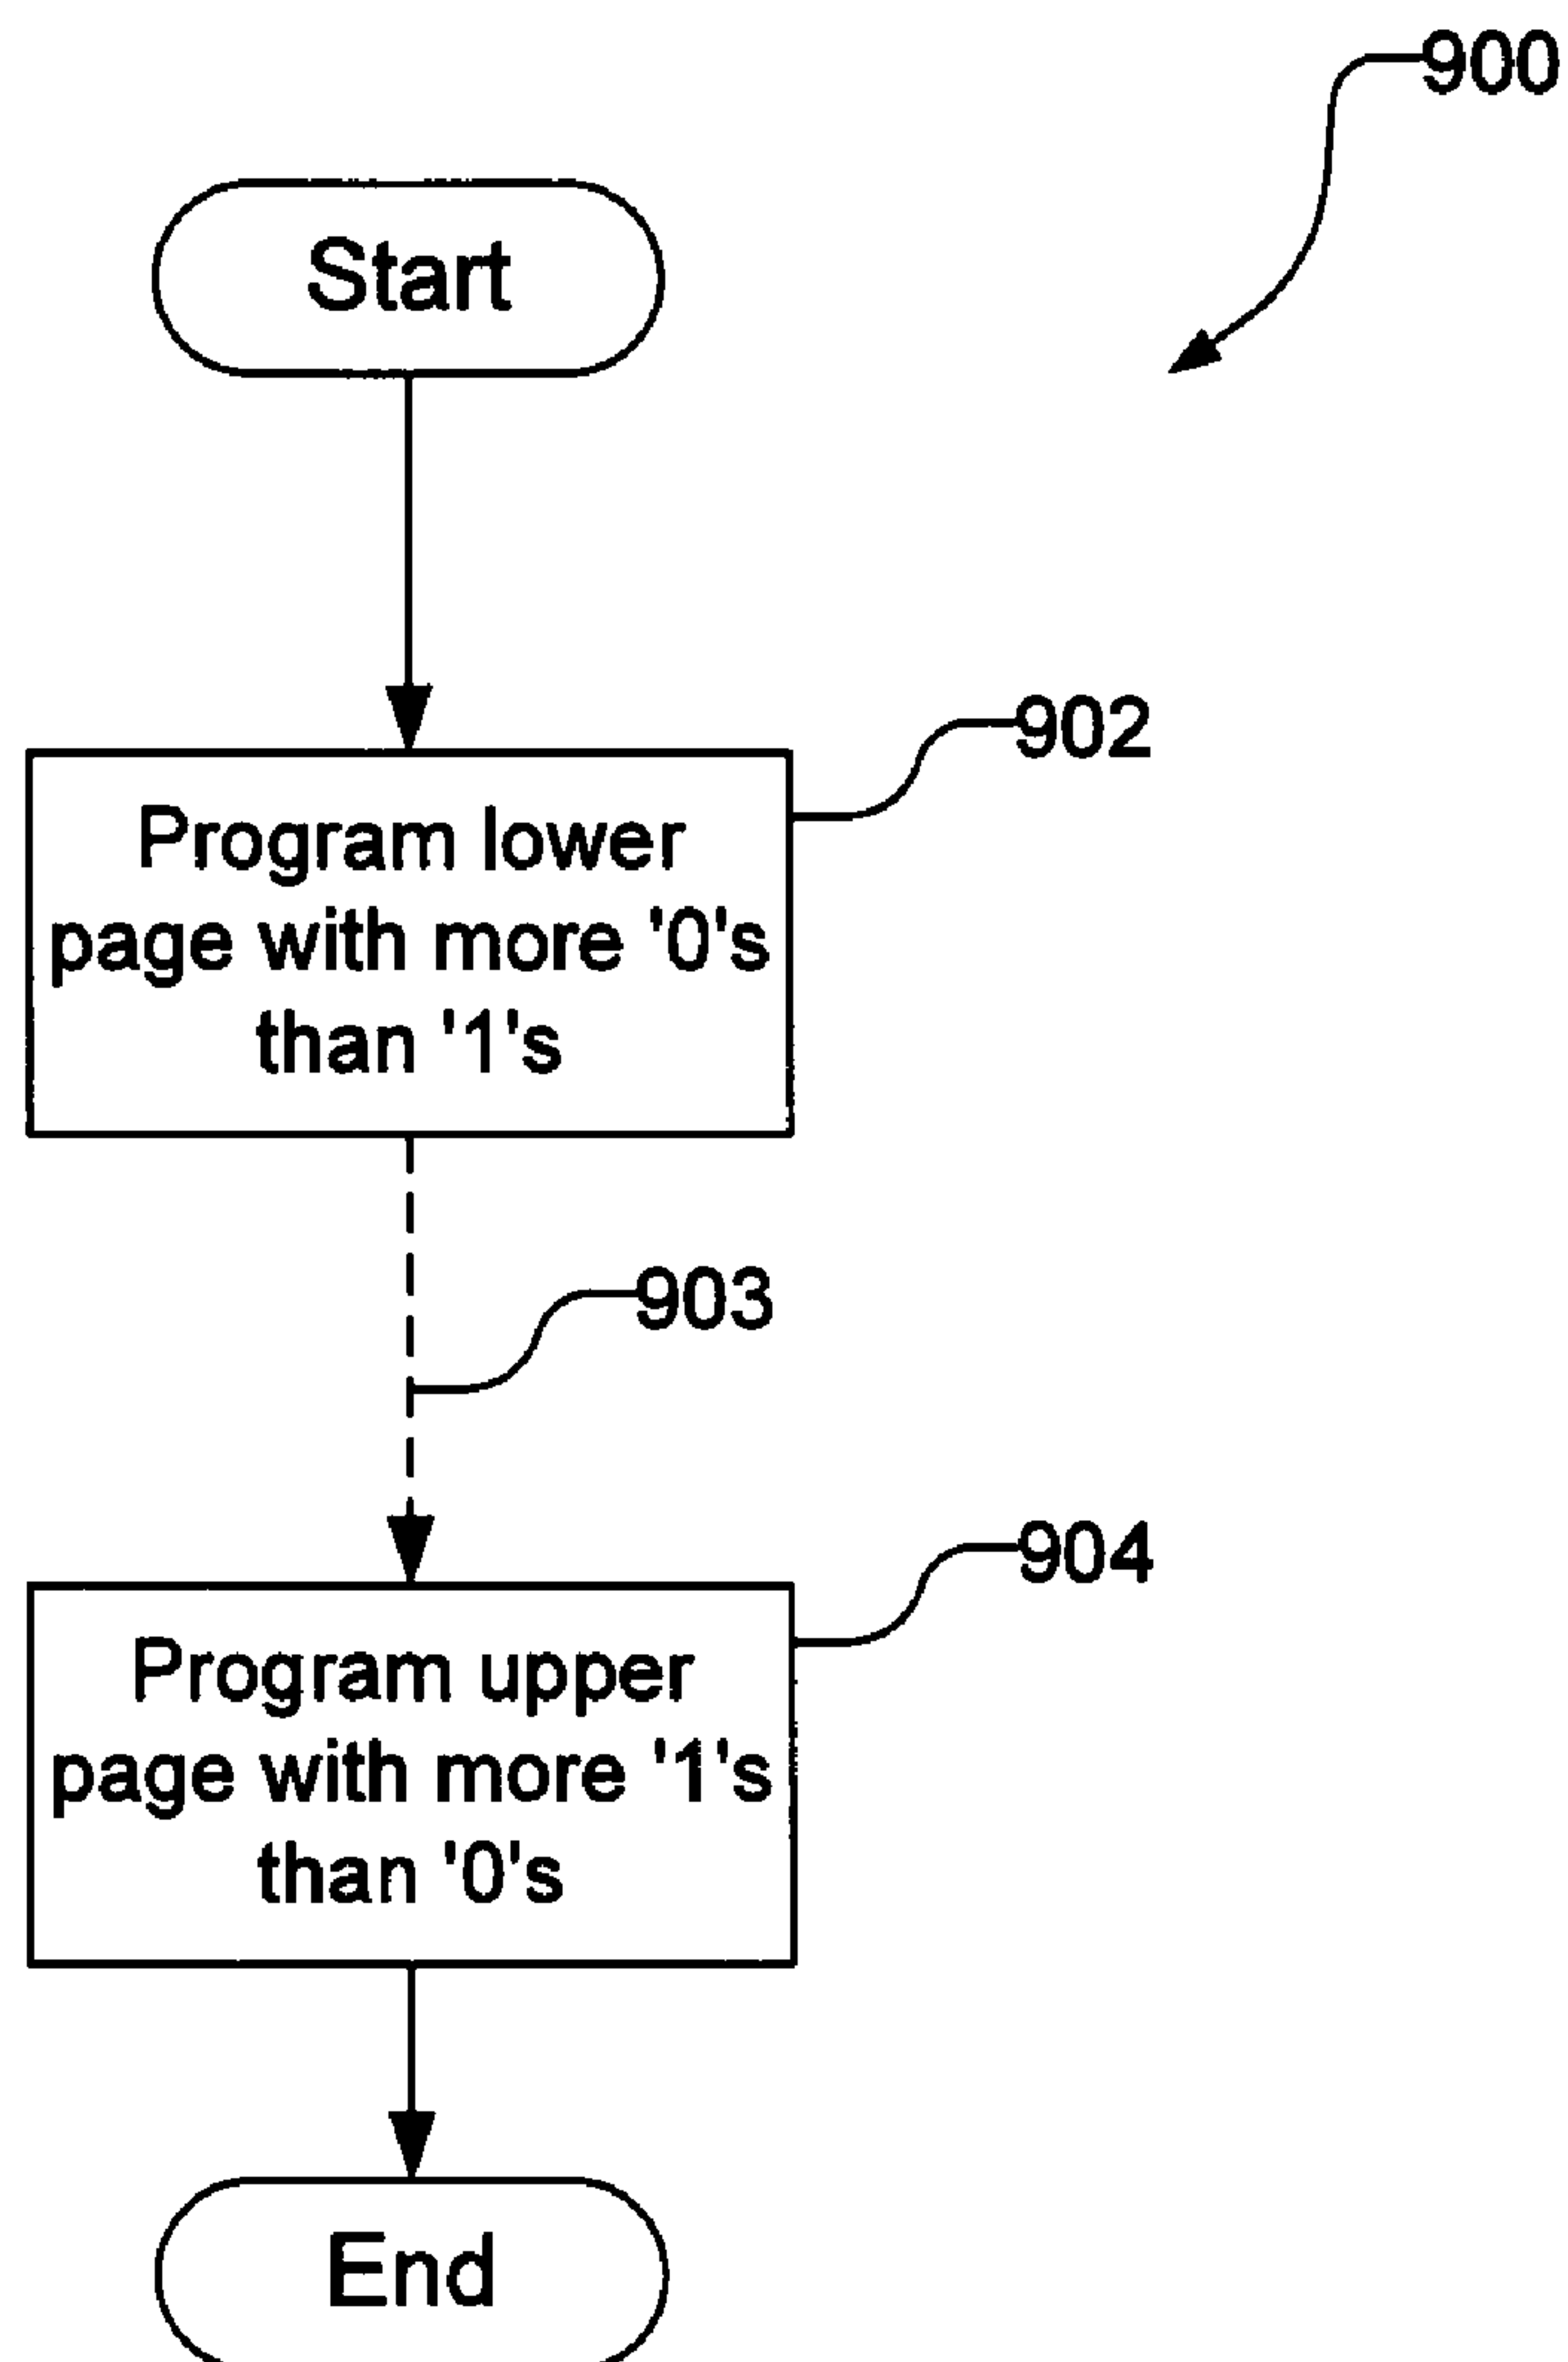 900
Start
902
Program lower
page with more '0's
than '1's
903
904
Program upper
page with more '1's
than '0's
End